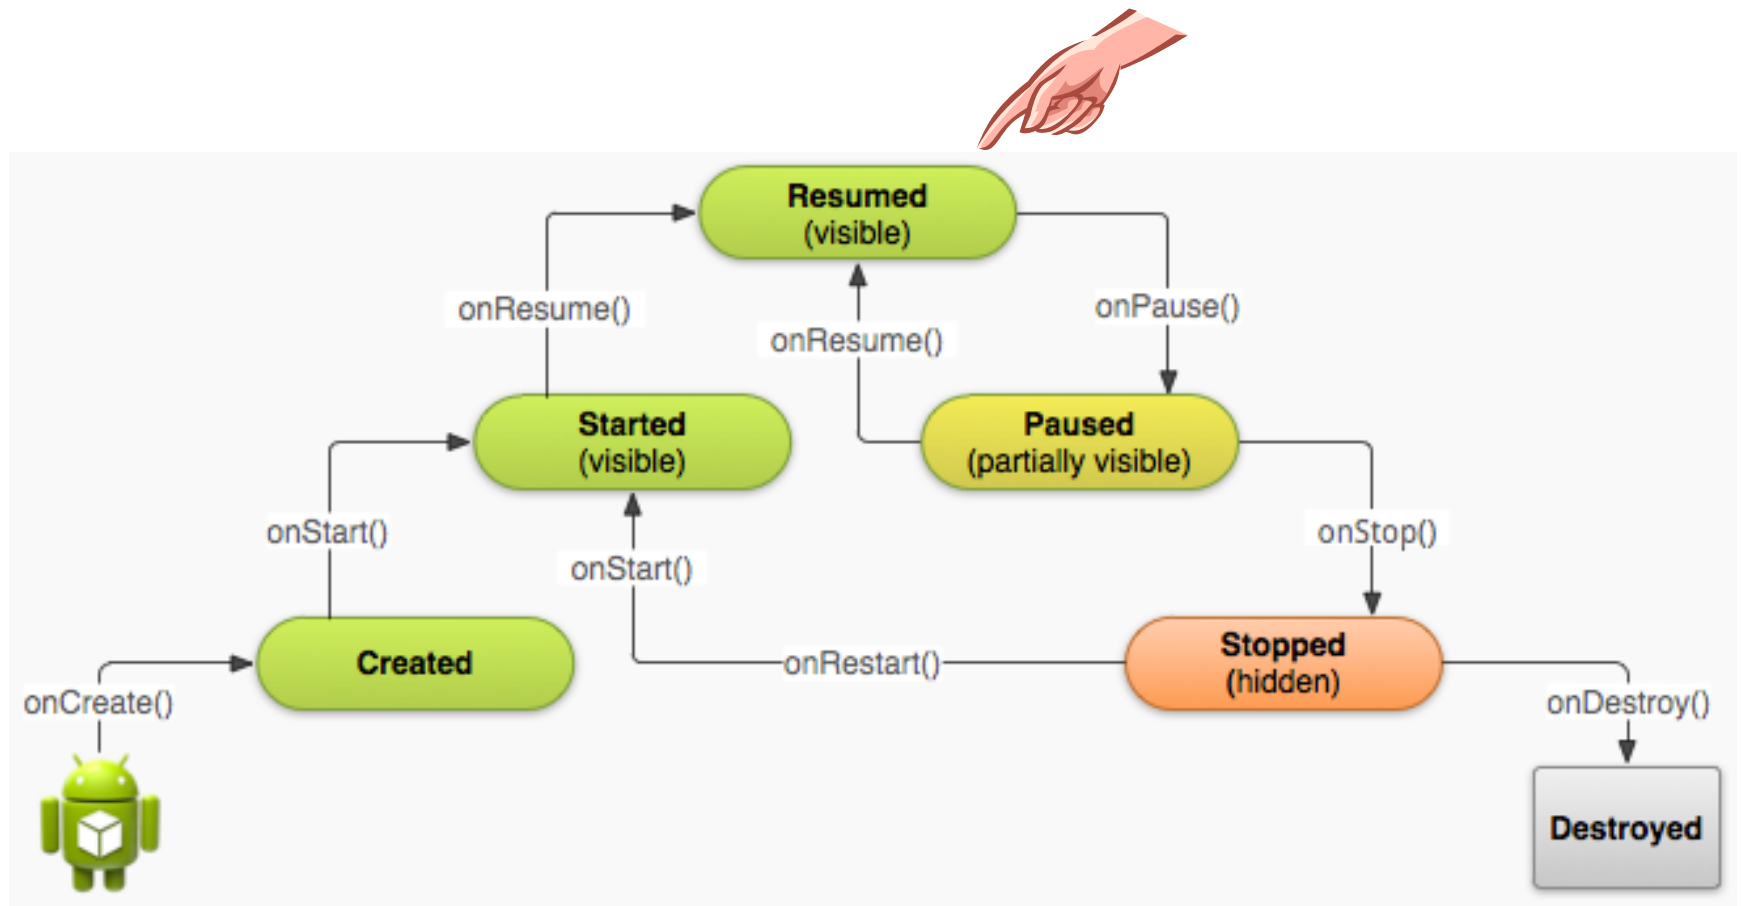 Resumed
(visible)
onResume()
onPause()
onResume()
Started
(visible)
Paused
(partially visible)
onStart()
onStop()
onStart()
Created
onRestart()
Stopped
(hidden)
onCreate()
onDestroy()
Destroyed